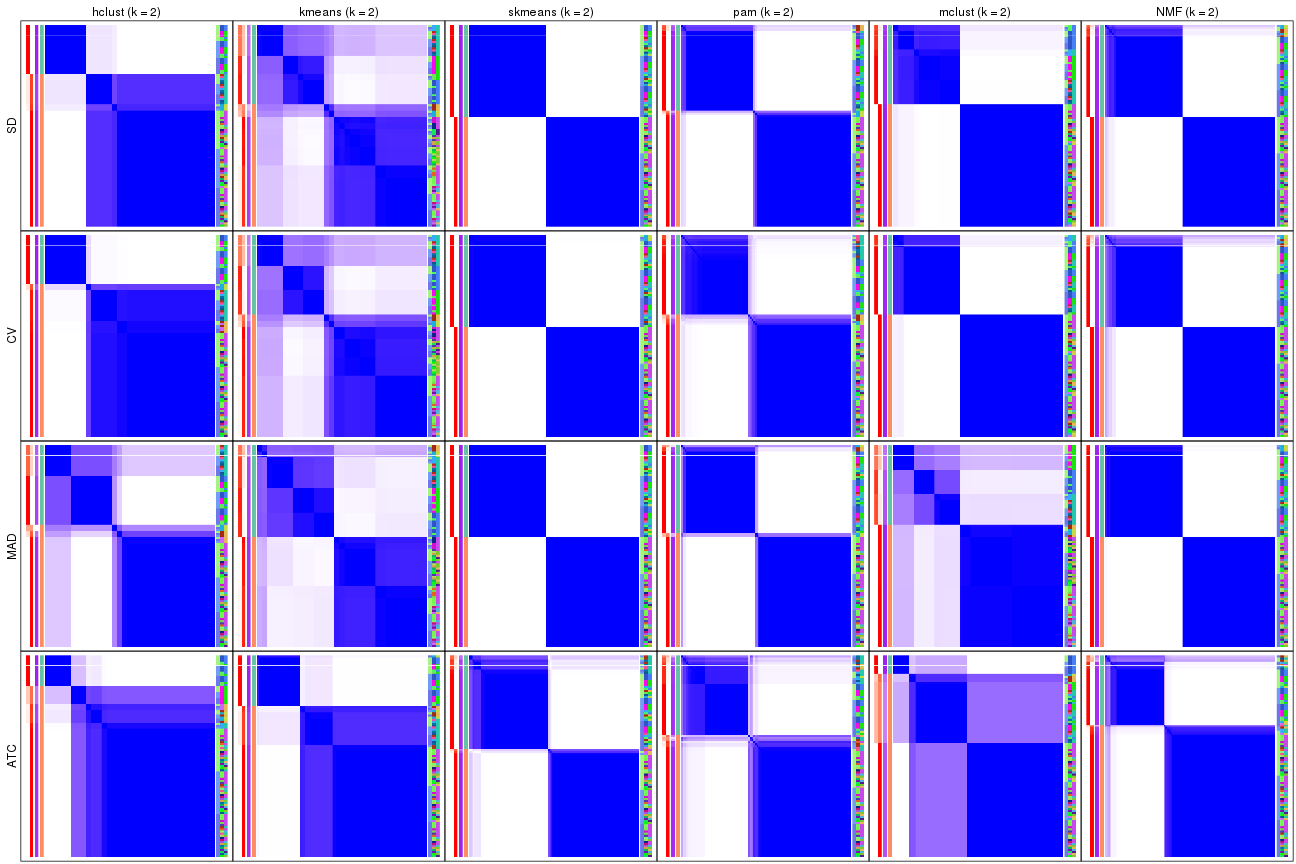 hclust (k = 2) kmeans (k = 2) skmeans (k = 2) pam (k = 2) mclust (k = 2) NMF (k = 2)
SD
CV
MAD
ATC